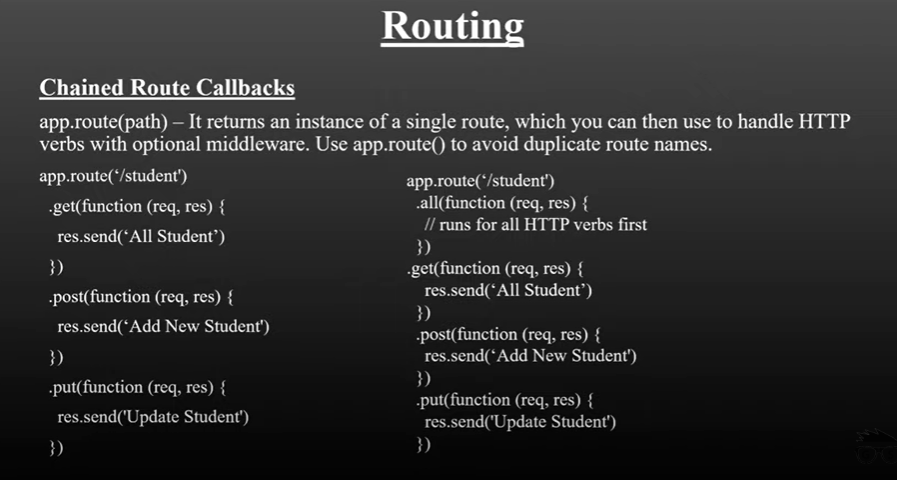 Routing
Chained Route Callbacks
app.route(path) – It returns an instance of a single route, which you can then use to handle HTTP
verbs with optional middleware. Use app.route() to avoid duplicate route names.
app.route(‘/student')
.get(function (req, res) {
res.send(‘All Student’)
})
.post(function (req, res) {
res.send(‘Add New Student')
})
.put(function (req, res) {
res.send('Update Student')
})
app.route(‘/student')
.all(function (req, res) {
// runs for all HTTP verbs first
})
.get(function (req, res) {
res.send(‘All Student’)
})
.post(function (req, res) {
res.send(‘Add New Student')
})
.put(function (req, res) {
res.send('Update Student')
})